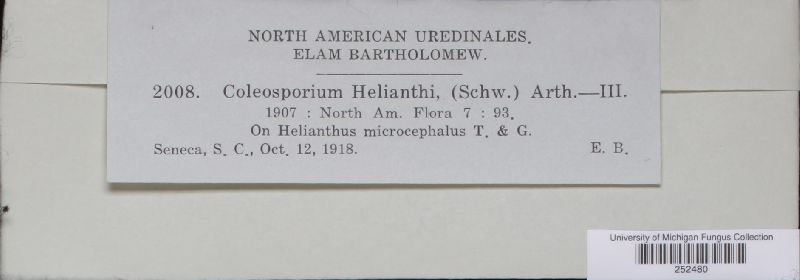 NORTH AMERICAN UREDINALES.
ELAM BARTHOLOMEW.
2008. Coleosporium Helianthi, (Schw.) Arth.—III.
1907 : North Am. Flora 7 : 93.
On Helianthus microcephalus T. & G.
Seneca, S. C., Oct. 12, 1918. E. B.
University of Michigan Fungus Collection
252480